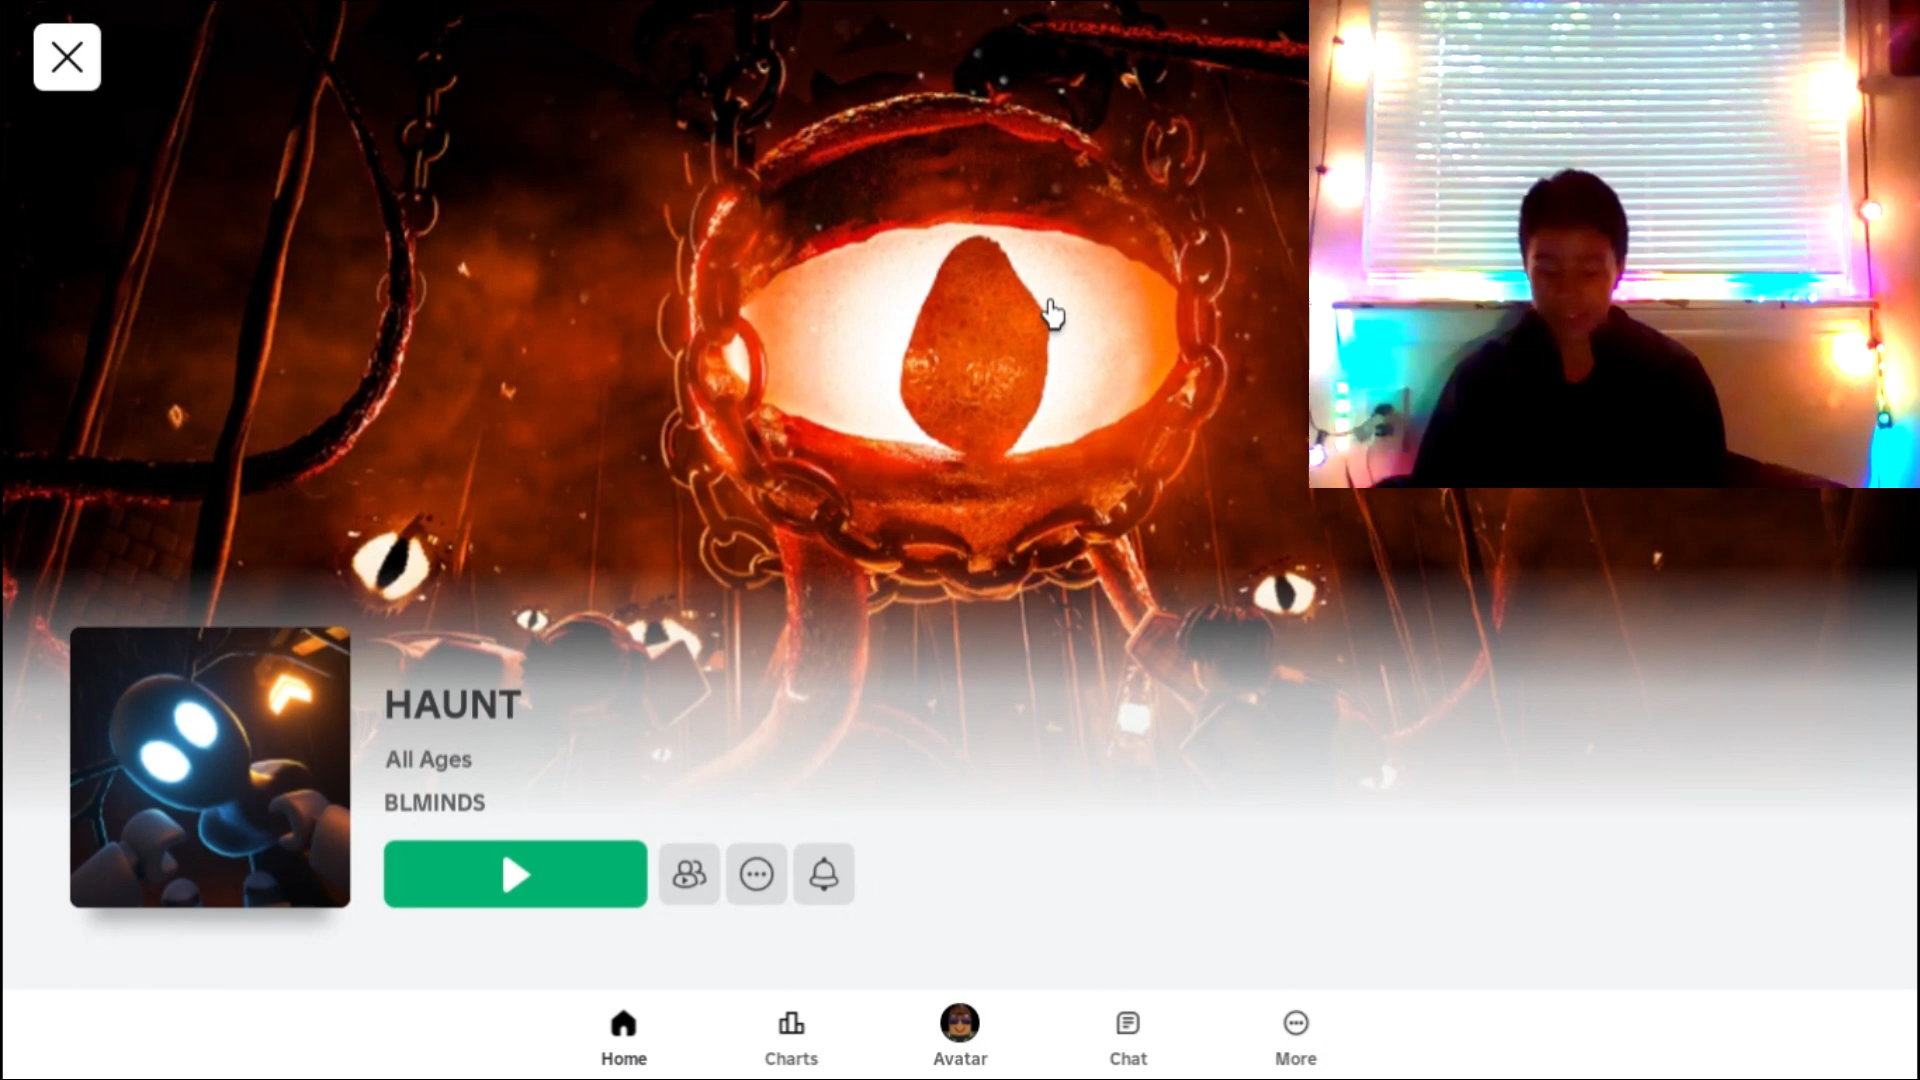 HAUNT
All Ages
BLMINDS
Home
Charts
Avatar
Chat
More